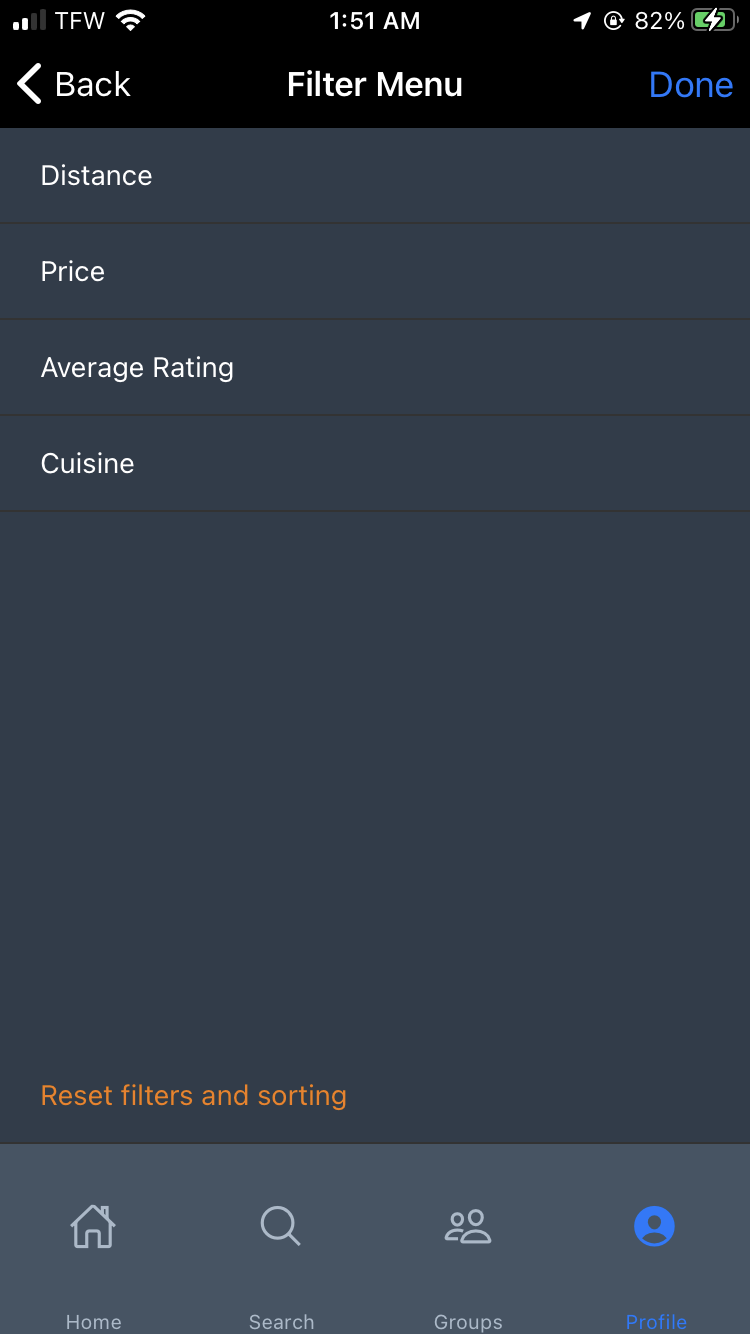 TFW 1:51 AM 82%
Back Filter Menu Done
Distance
Price
Average Rating
Cuisine
Reset filters and sorting
Home Search Groups Profile